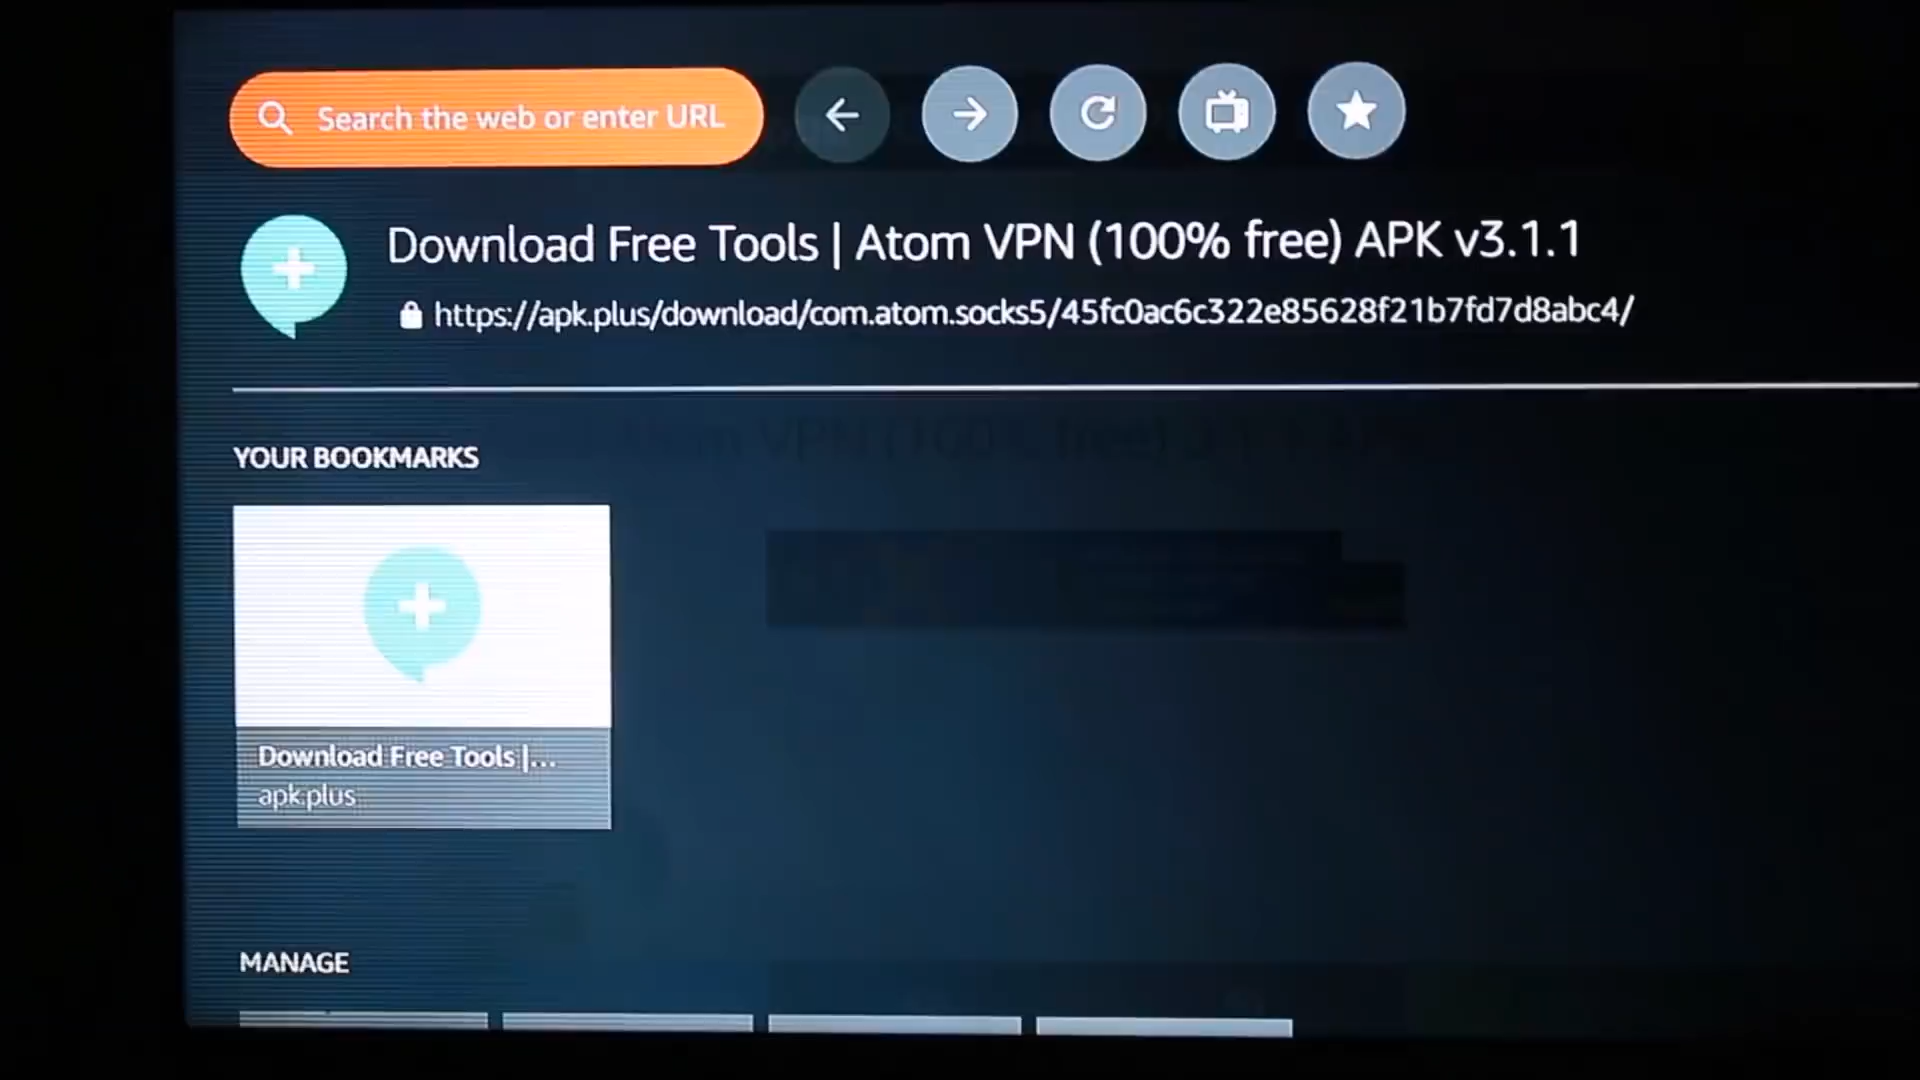 Search the web or enter URL
Download Free Tools | Atom VPN (100% free) APK v3.1.1
https://apk.plus/download/com.atom.socks5/45fc0ac6c322e85628f21b7fd7d8abc4/
YOUR BOOKMARKS
Download Free Tools |...
apk.plus
MANAGE